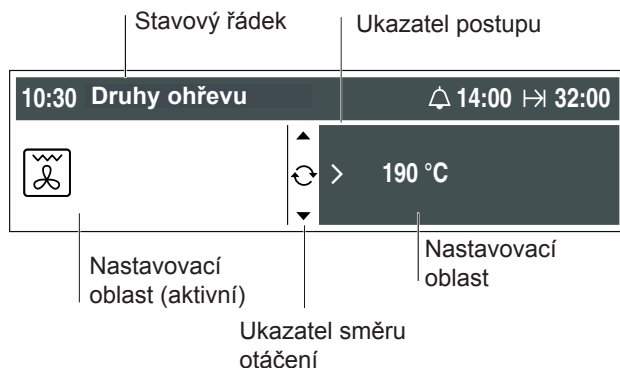 Stavový řádek
Ukazatel postupu
10:30 Druhy ohřevu 14:00 32:00
190 °C
Nastavovací
oblast (aktivní)
Nastavovací
oblast
Ukazatel směru
otáčení